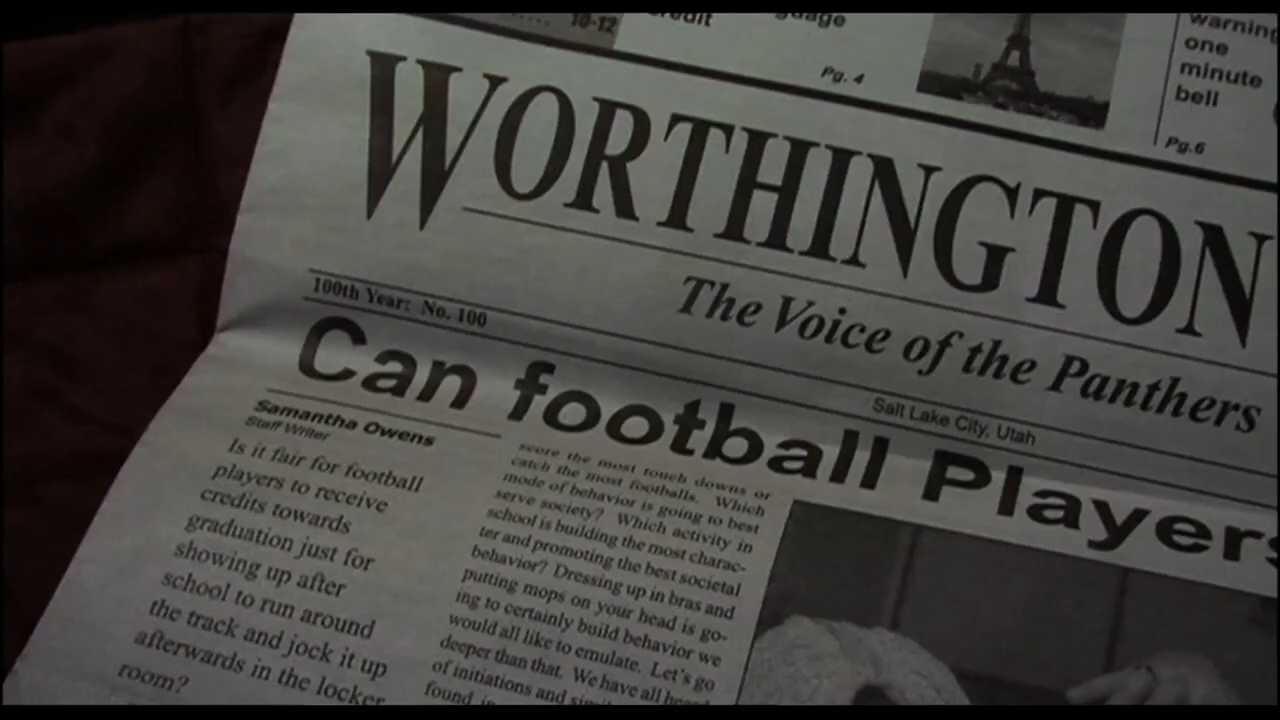 10-12
credit
Pg. 4
warning
one
minute
bell
Pg.6
WORTHINGTON
The Voice of the Panthers
100th Year: No. 100
Salt Lake City, Utah
Can football Players
Samantha Owens
Staff Writer
Is it fair for football
players to receive
credits towards
graduation just for
showing up after
school to run around
the track and jock it up
afterwards in the locker
room?
score the most touch downs or
catch the most footballs. Which
mode of behavior is going to best
serve society? Which activity in
school is building the most charac-
ter and promoting the best societal
behavior? Dressing up in bras and
putting mops on your head is go-
ing to certainly build behavior we
would all like to emulate. Let's go
deeper than that. We have all
of initiations and
found